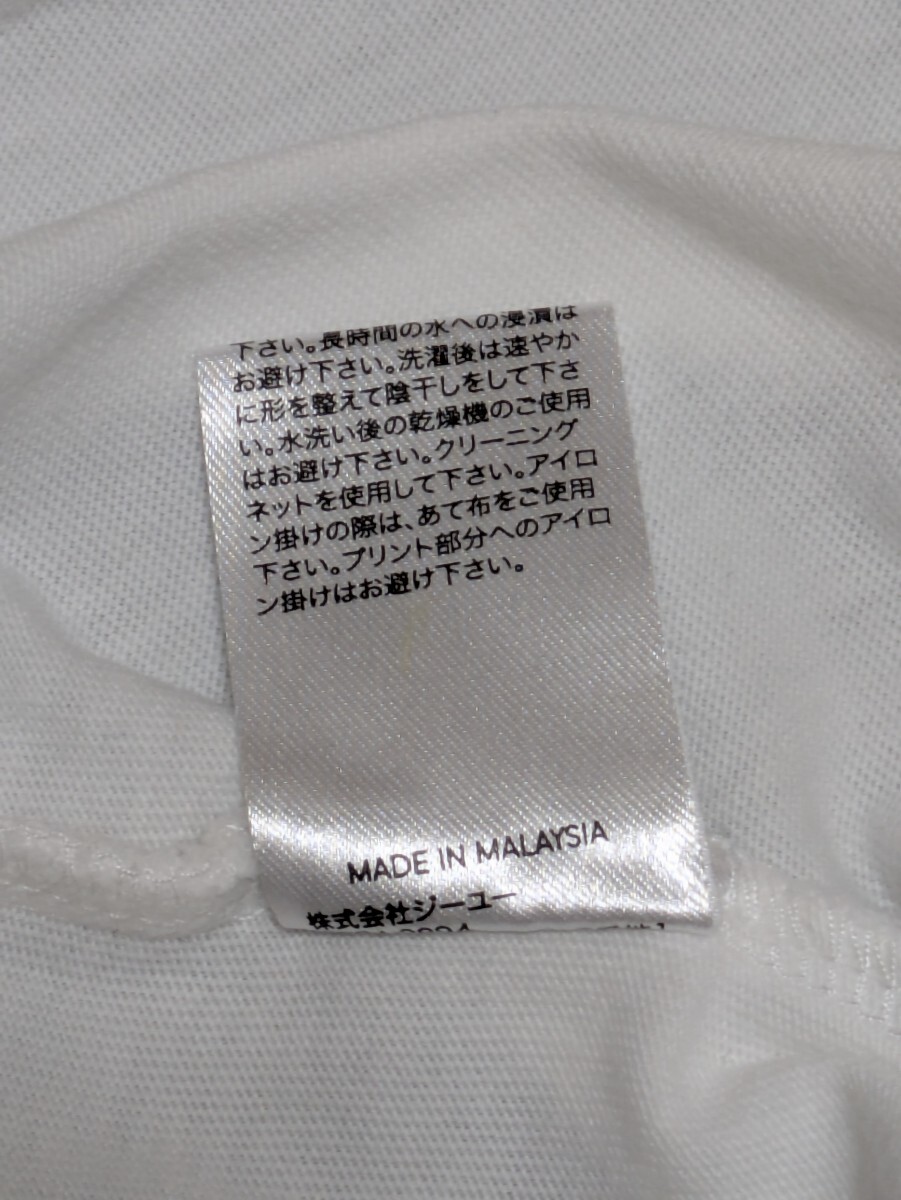 下さい。長時間の水への浸漬は
お避け下さい。洗濯後は速やか
に形を整えて陰干しをして下さ
い。水洗い後の乾燥機のご使用
はお避け下さい。クリーニング
ネットを使用して下さい。アイロ
ン掛けの際は、あて布をご使用
下さい。プリント部分へのアイロ
ン掛けはお避け下さい。
MADE IN MALAYSIA
株式会社ジーユー